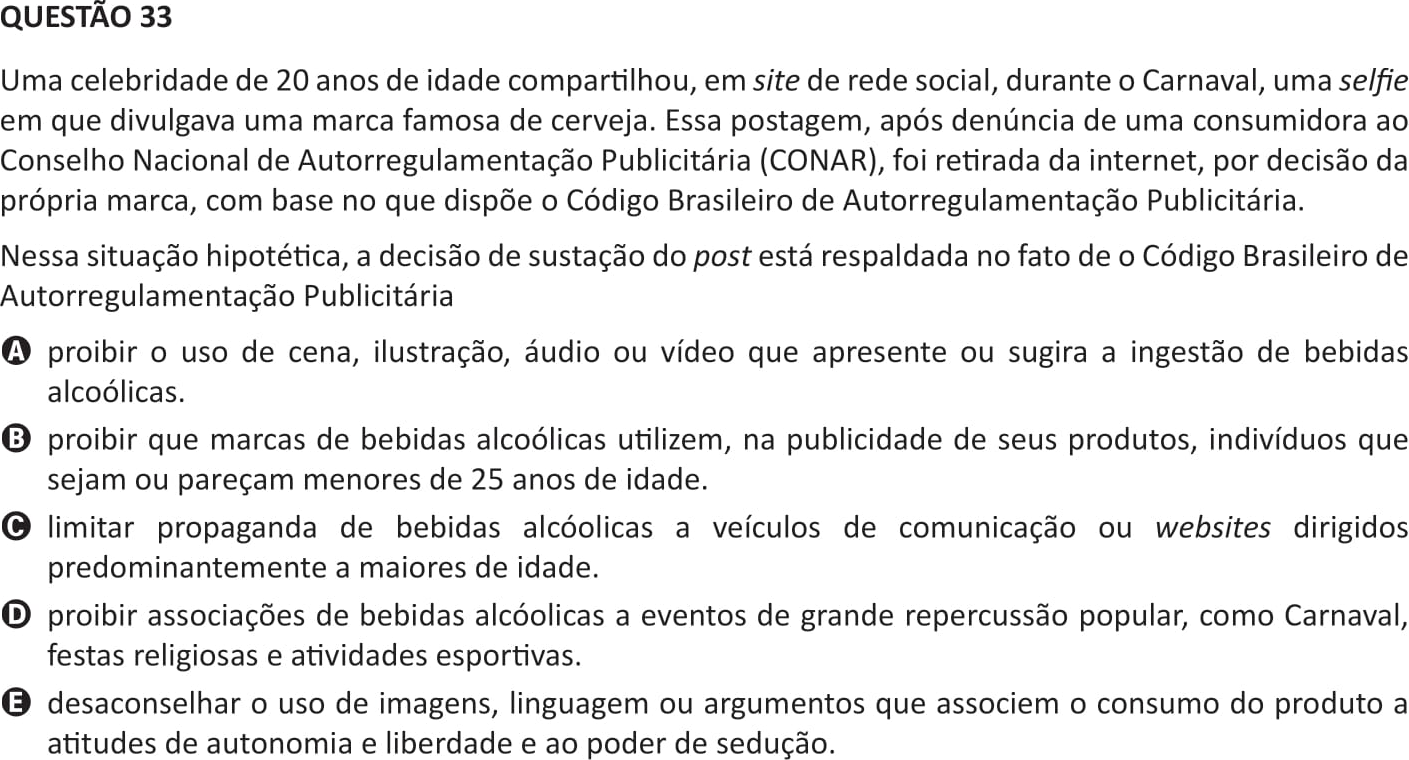 QUESTÃO 33
Uma celebridade de 20 anos de idade compartilhou, em site de rede social, durante o Carnaval, uma selfie
em que divulgava uma marca famosa de cerveja. Essa postagem, após denúncia de uma consumidora ao
Conselho Nacional de Autorregulamentação Publicitária (CONAR), foi retirada da internet, por decisão da
própria marca, com base no que dispõe o Código Brasileiro de Autorregulamentação Publicitária.
Nessa situação hipotética, a decisão de sustação do post está respaldada no fato de o Código Brasileiro de
Autorregulamentação Publicitária
A proibir o uso de cena, ilustração, áudio ou vídeo que apresente ou sugira a ingestão de bebidas
alcoólicas.
B proibir que marcas de bebidas alcoólicas utilizem, na publicidade de seus produtos, indivíduos que
sejam ou pareçam menores de 25 anos de idade.
C limitar propaganda de bebidas alcóolicas a veículos de comunicação ou websites dirigidos
predominantemente a maiores de idade.
D proibir associações de bebidas alcóolicas a eventos de grande repercussão popular, como Carnaval,
festas religiosas e atividades esportivas.
E desaconselhar o uso de imagens, linguagem ou argumentos que associem o consumo do produto a
atitudes de autonomia e liberdade e ao poder de sedução.